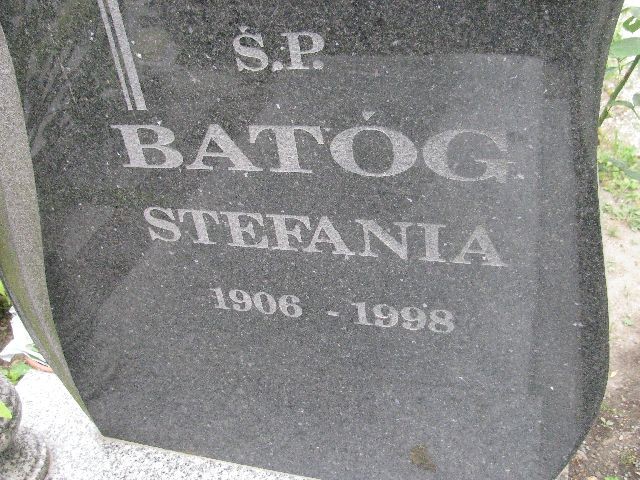 Ś.P.
BATÓG
STEFANIA
1906 - 1998